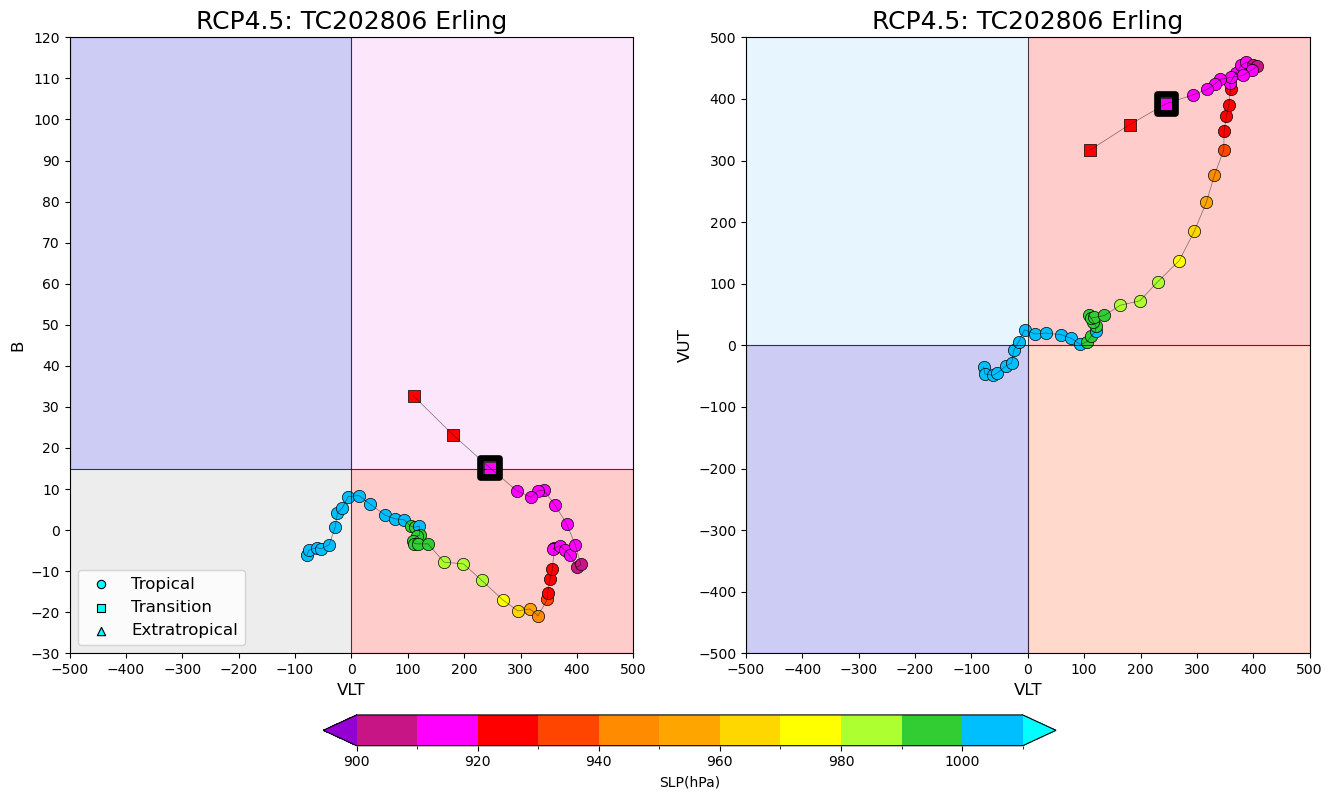 RCP4.5: TC202806 Erling
120
110
100
90
80
70
60
50
40
30
20
10
0
−10
−20
−30
B
Tropical
Transition
Extratropical
−500 −400 −300 −200 −100 0 100 200 300 400 500
VLT
RCP4.5: TC202806 Erling
500
400
300
200
100
0
−100
−200
−300
−400
−500
VUT
−500 −400 −300 −200 −100 0 100 200 300 400 500
VLT
900 920 940 960 980 1000
SLP(hPa)